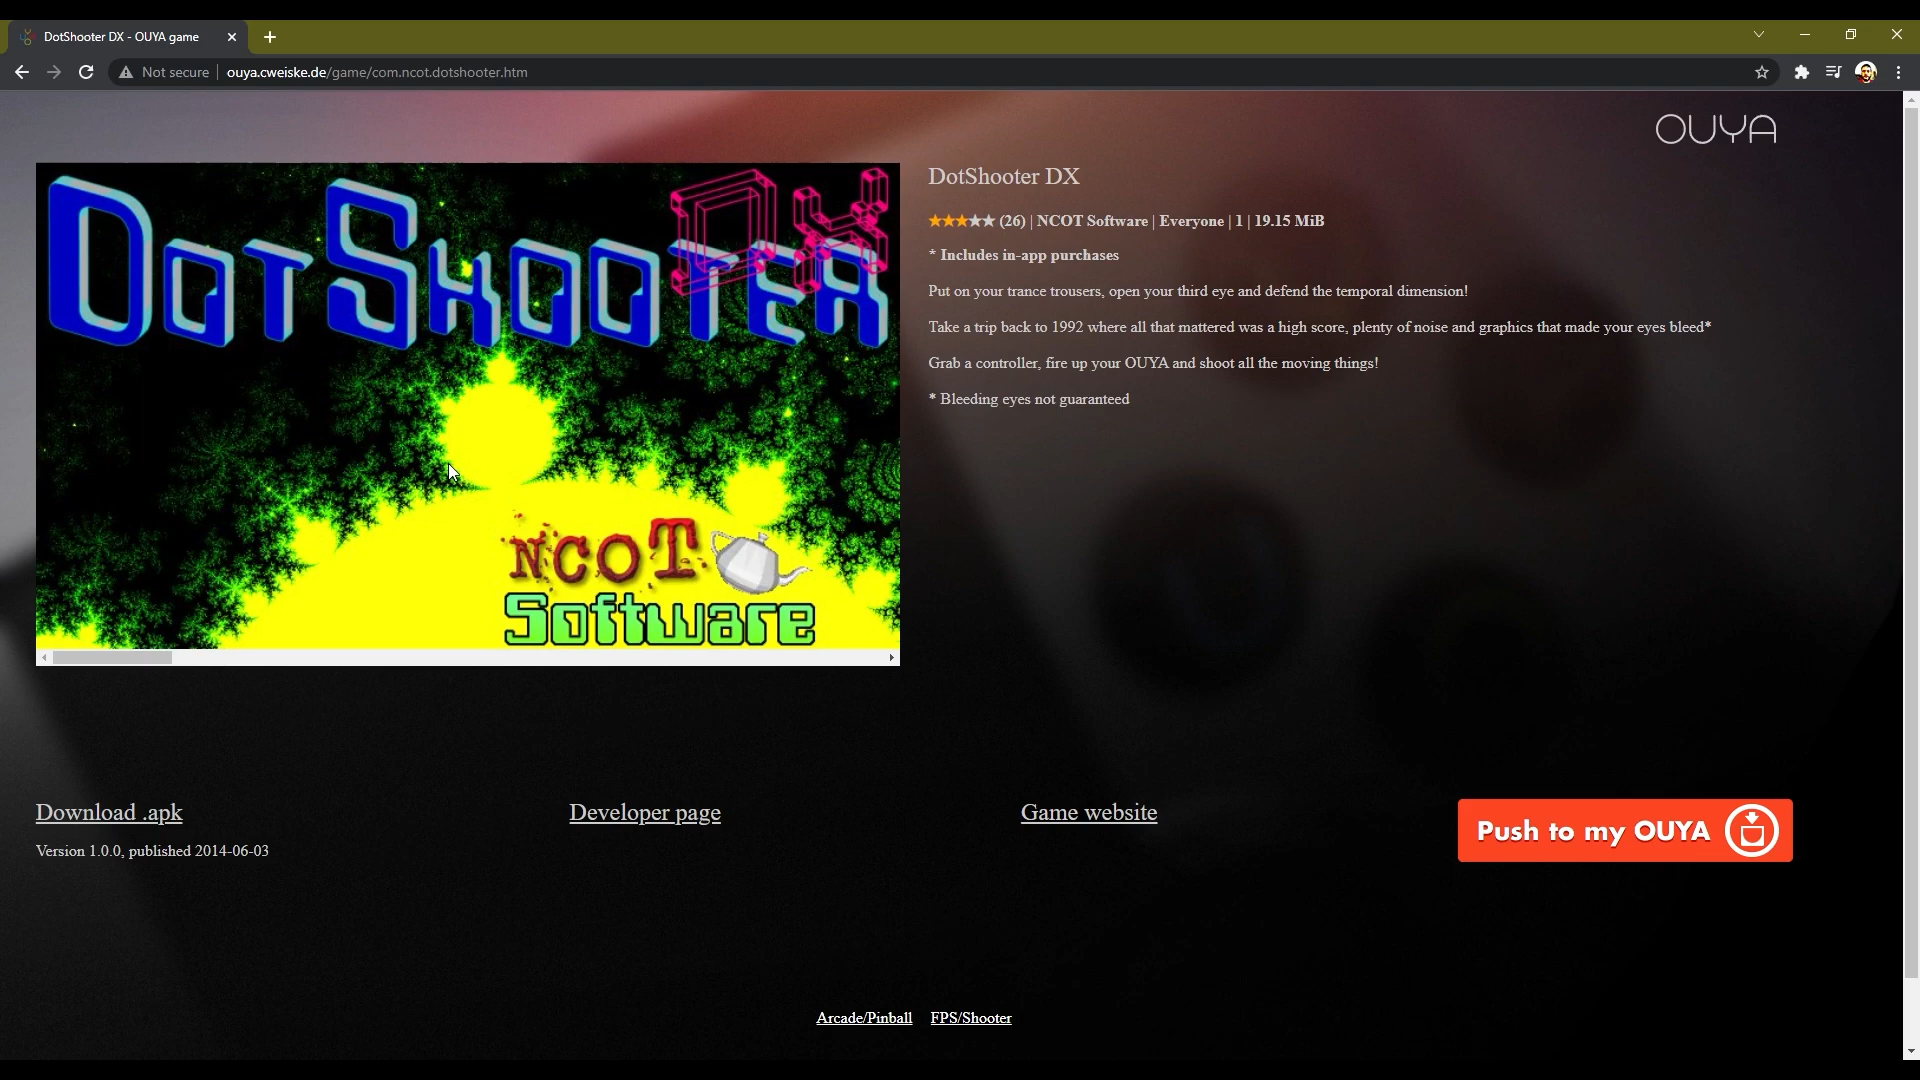 DotShooter DX - OUYA game
Not secure
ouya.cweiske.de/game/com.ncot.dotshooter.htm
OUYA
DotShooter DX
NCOT
Software
DotShooter DX
(26) | NCOT Software | Everyone | 1 | 19.15 MiB
* Includes in-app purchases
Put on your trance trousers, open your third eye and defend the temporal dimension!
Take a trip back to 1992 where all that mattered was a high score, plenty of noise and graphics that made your eyes bleed*
Grab a controller, fire up your OUYA and shoot all the moving things!
* Bleeding eyes not guaranteed
Download .apk
Version 1.0.0, published 2014-06-03
Developer page
Game website
Push to my OUYA
Arcade/Pinball FPS/Shooter